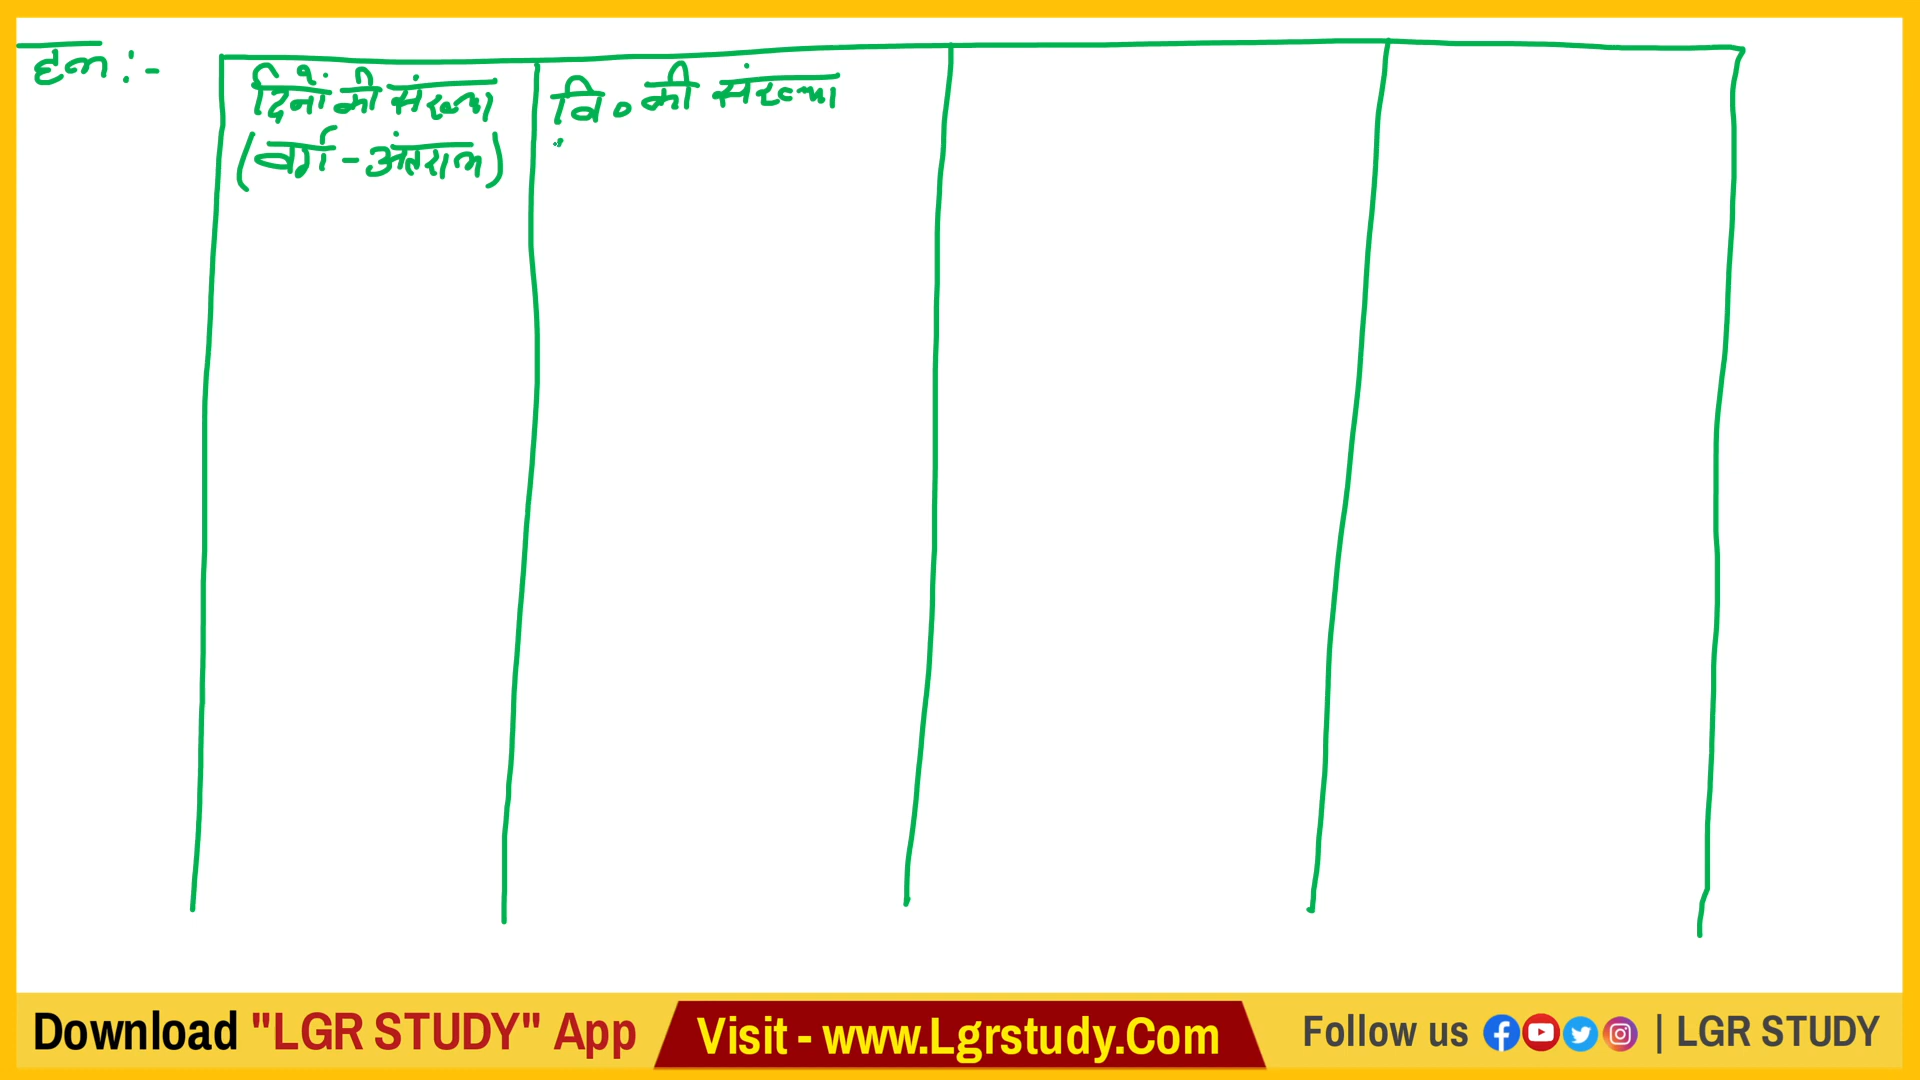 हल :-
दिनों की संख्या
(वर्ग - अंतराल)
वि० की संख्या
Download "LGR STUDY" App
Visit - www.Lgrstudy.Com
Follow us | LGR STUDY